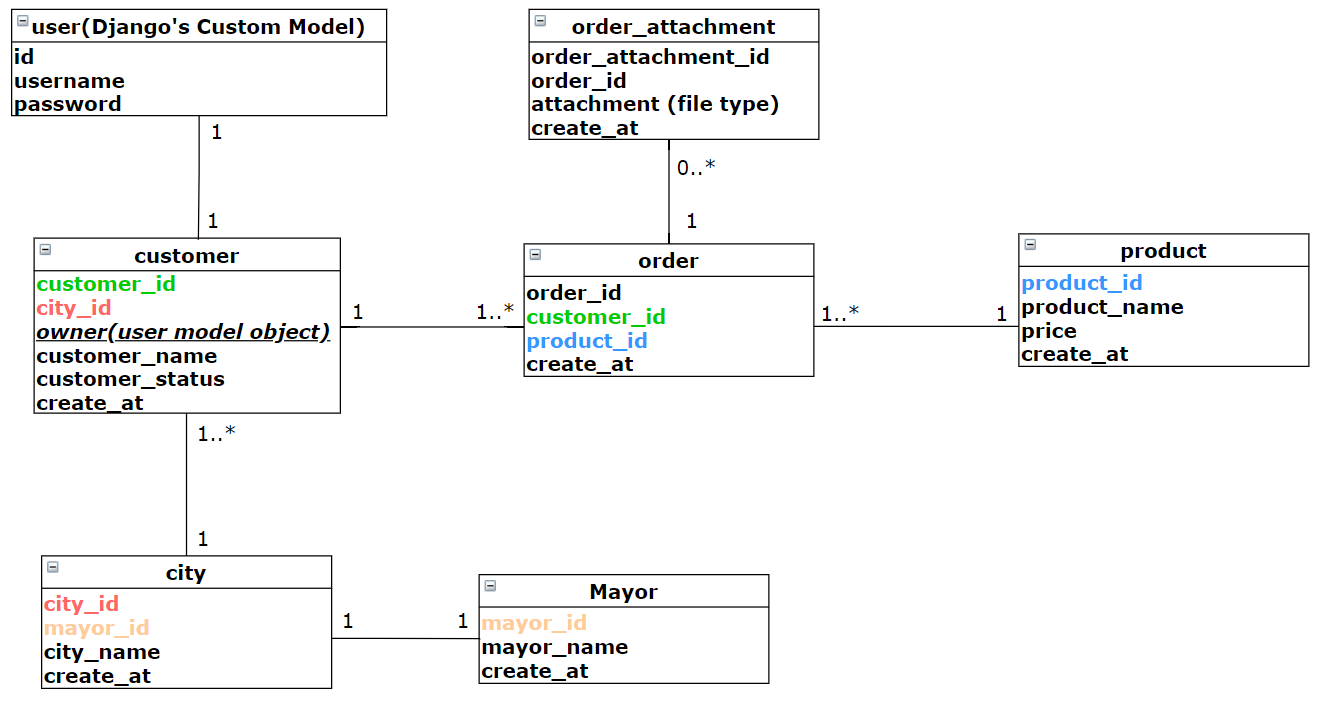 user(Django's Custom Model)
id
username
password
1
1
order_attachment
order_attachment_id
order_id
attachment (file type)
create_at
0..*
1
customer
customer_id
city_id
owner(user model object)
customer_name
customer_status
create_at
1
1..*
order
order_id
customer_id
product_id
create_at
1..*
1
product
product_id
product_name
price
create_at
1..*
1
city
city_id
mayor_id
city_name
create_at
1
1
Mayor
mayor_id
mayor_name
create_at